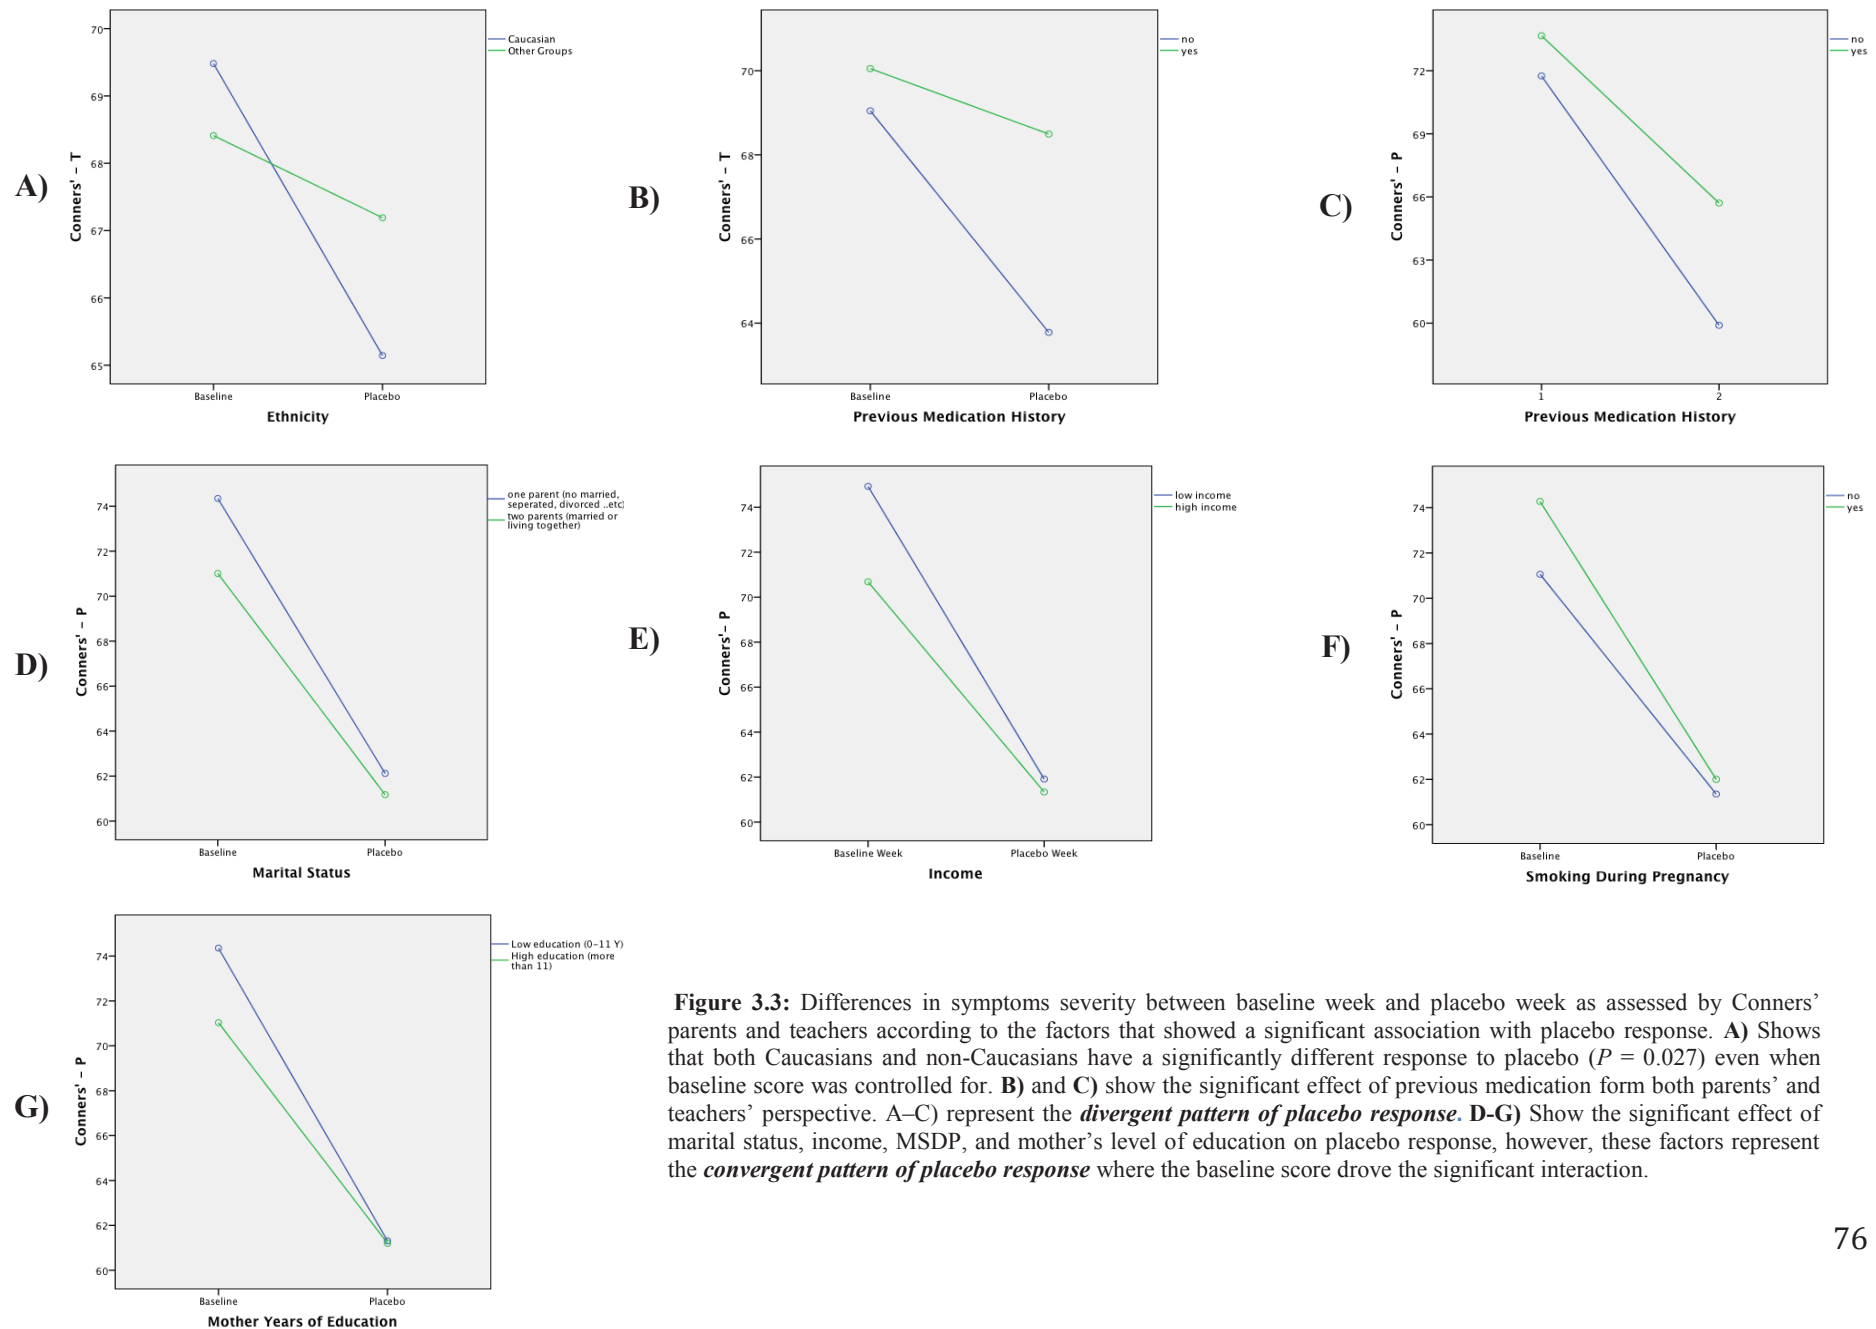 A)
Conners' – T
70
69
68
67
66
65
Baseline
Placebo
Ethnicity
Caucasian
Other Groups
B)
Conners' – T
70
68
66
64
Baseline
Placebo
Previous Medication History
no
yes
C)
Conners' – P
72
69
66
63
60
1
2
Previous Medication History
no
yes
D)
Conners' – P
74
72
70
68
66
64
62
60
Baseline
Placebo
Marital Status
one parent (no married,
seperated, divorced ..etc)
two parents (married or
living together)
E)
Conners'– P
74
72
70
68
66
64
62
60
Baseline Week
Placebo Week
Income
low income
high income
F)
Conners' – P
74
72
70
68
66
64
62
60
Baseline
Placebo
Smoking During Pregnancy
no
yes
G)
Conners' – P
74
72
70
68
66
64
62
60
Baseline
Placebo
Mother Years of Education
Low education (0–11 Y)
High education (more
than 11)
Figure 3.3: Differences in symptoms severity between baseline week and placebo week as assessed by Conners’
parents and teachers according to the factors that showed a significant association with placebo response. A) Shows
that both Caucasians and non-Caucasians have a significantly different response to placebo (P = 0.027) even when
baseline score was controlled for. B) and C) show the significant effect of previous medication form both parents’ and
teachers’ perspective. A–C) represent the divergent pattern of placebo response. D-G) Show the significant effect of
marital status, income, MSDP, and mother’s level of education on placebo response, however, these factors represent
the convergent pattern of placebo response where the baseline score drove the significant interaction.
76